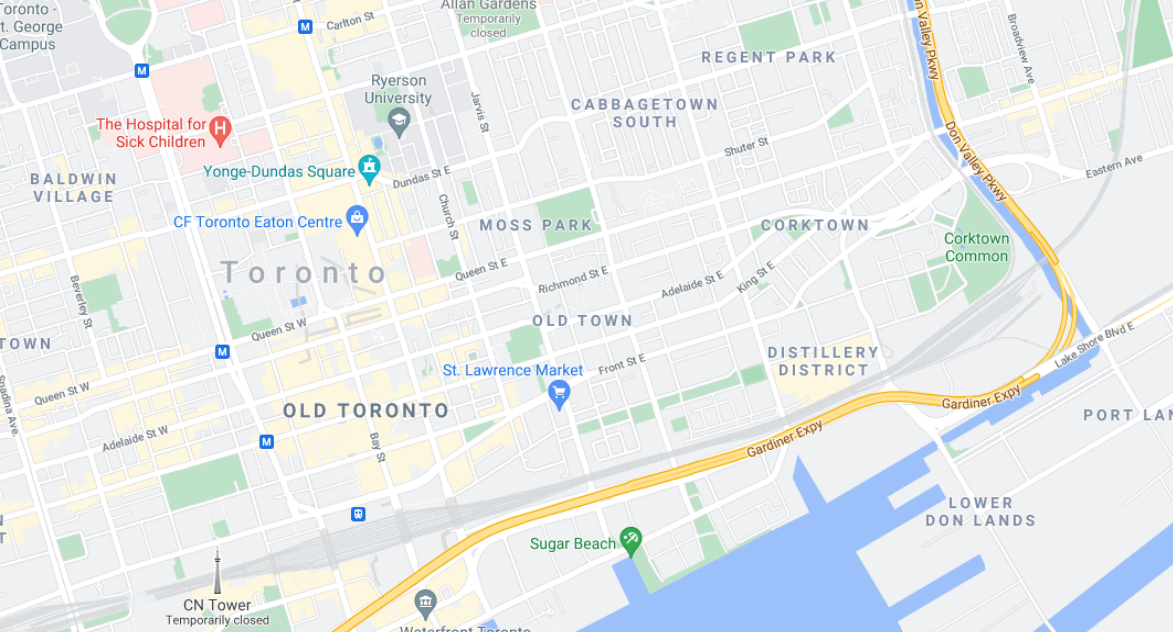 Allan Gardens
Temporarily
closed
Toronto -
t. George
Campus
Carlton St
M
M
Don Valley Pkwy
Broadview Ave
REGENT PARK
Ryerson
University
Jarvis St
CABBAGETOWN
SOUTH
The Hospital for
Sick Children
H
Shuter St
Don Valley Pkwy
Eastern Ave
Yonge-Dundas Square
Dundas St E
BALDWIN
VILLAGE
CF Toronto Eaton Centre
Church St
MOSS PARK
CORKTOWN
Corktown
Common
Toronto
Queen St E
Richmond St E
Adelaide St E
King St E
Beverley St
OLD TOWN
Queen St W
TOWN
M
Lake Shore Blvd E
DISTILLERY
DISTRICT
Front St E
St. Lawrence Market
Queen St W
Spadina Ave
OLD TORONTO
Gardiner Expy
PORT LAN
Adelaide St W
M
Bay St
Gardiner Expy
LOWER
DON LANDS
N
T
Sugar Beach
CN Tower
Temporarily closed
Waterfront Toronto